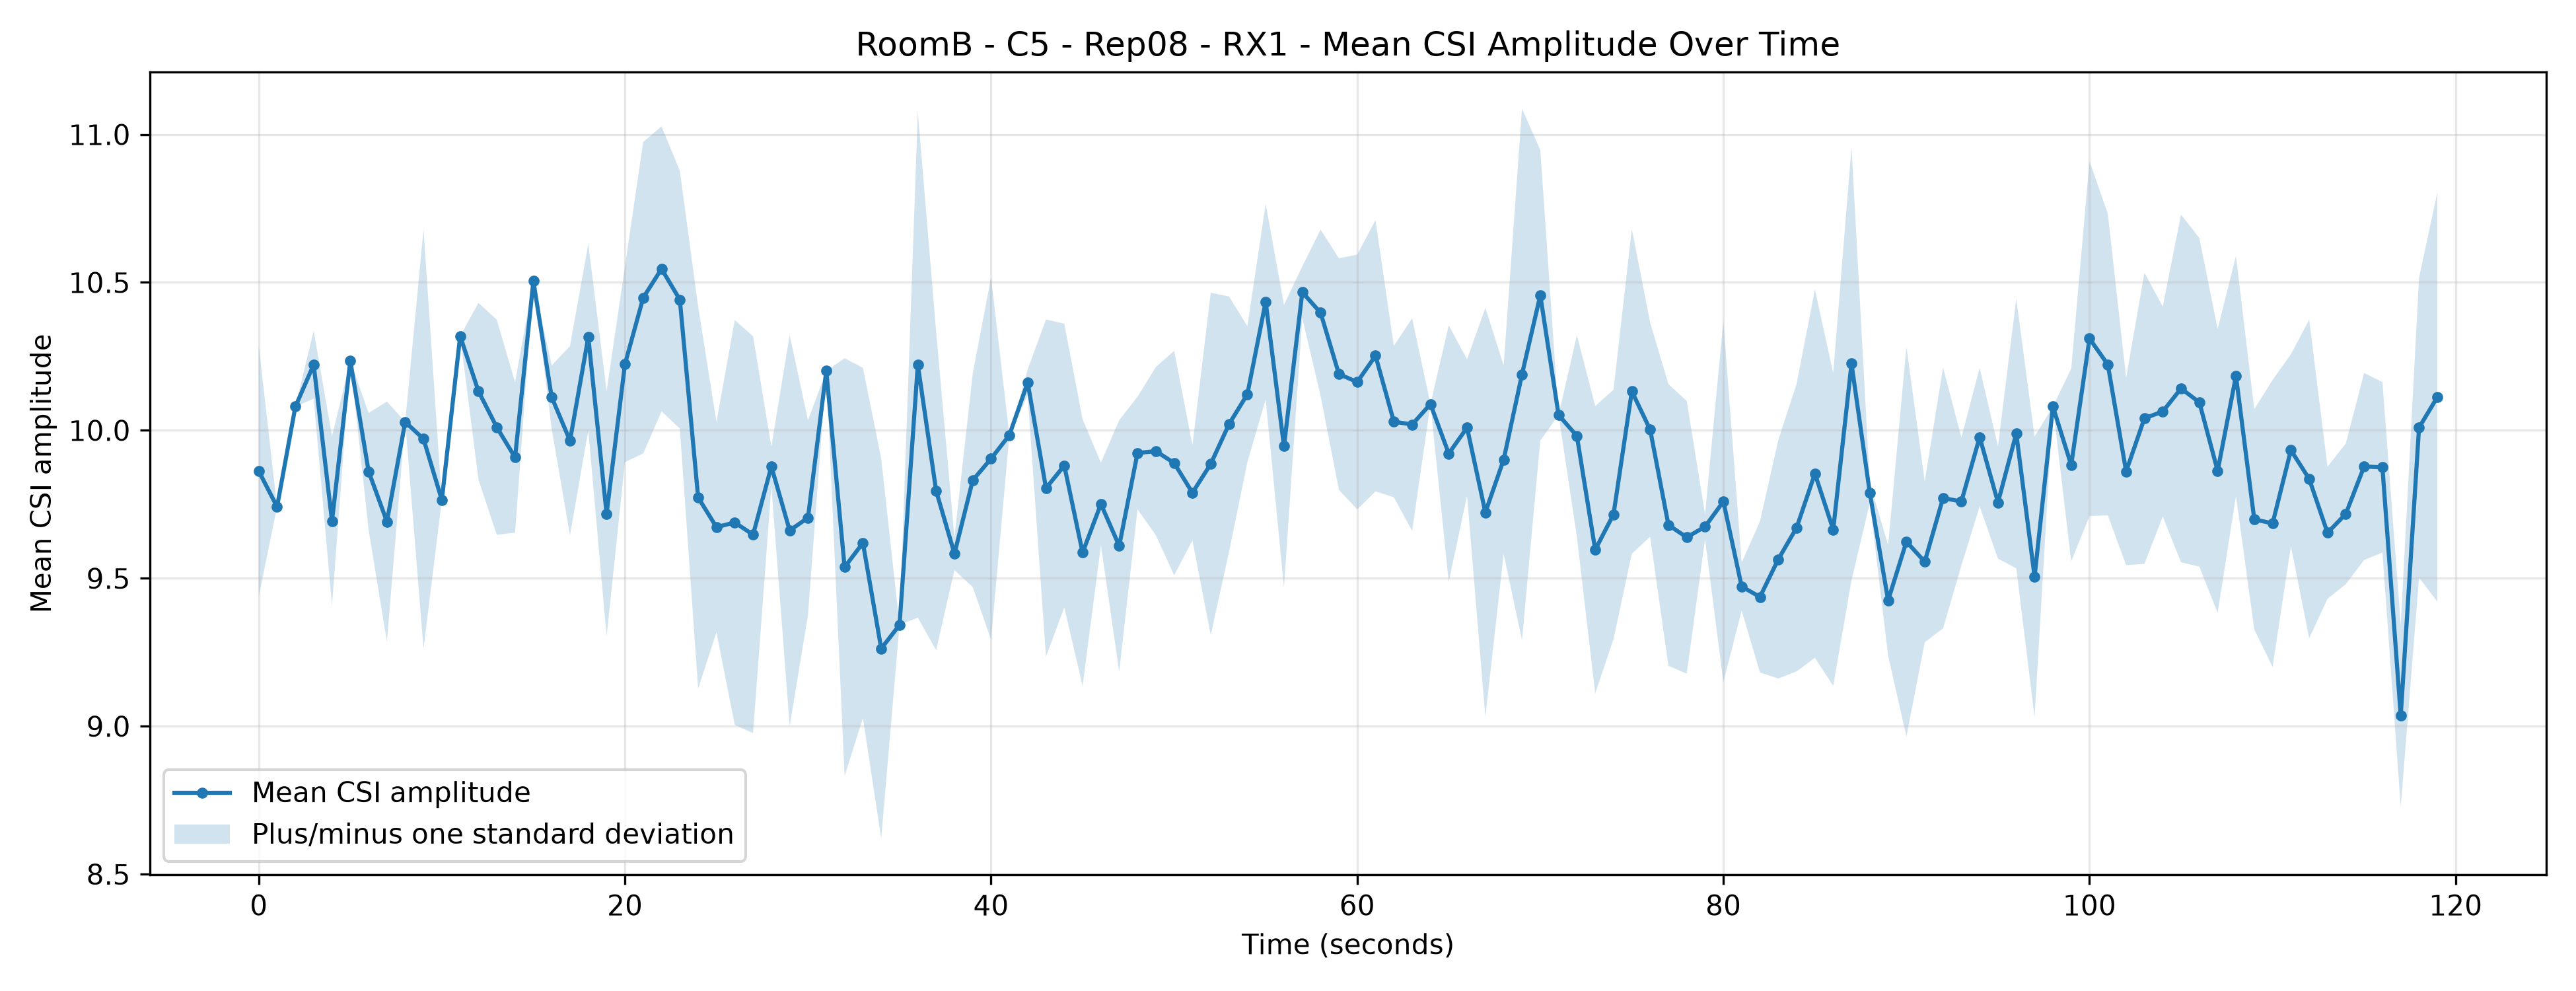 RoomB - C5 - Rep08 - RX1 - Mean CSI Amplitude Over Time
Mean CSI amplitude
11.0
10.5
10.0
9.5
9.0
8.5
Mean CSI amplitude
Plus/minus one standard deviation
0 20 40 60 80 100 120
Time (seconds)